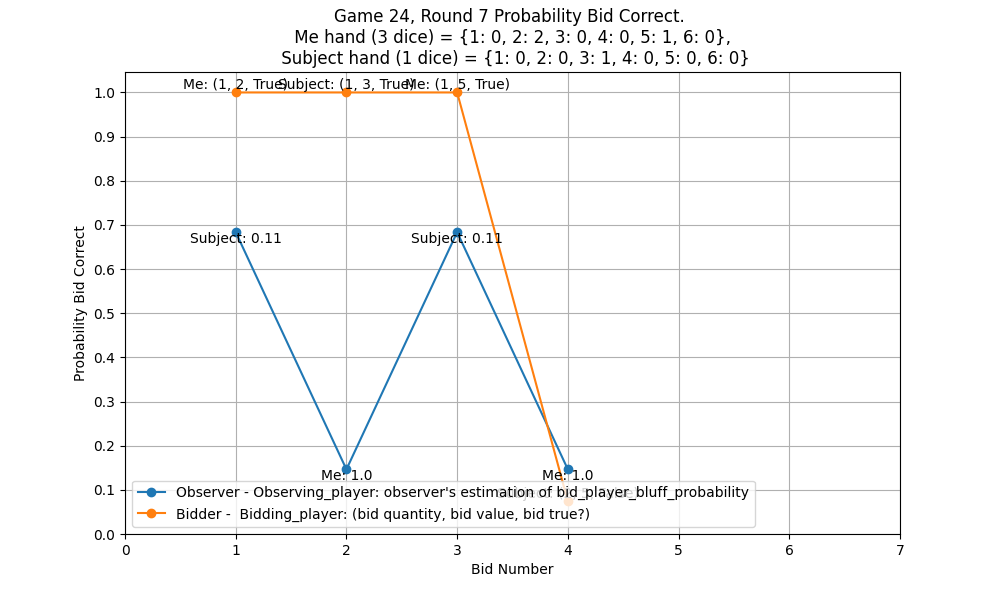 Game 24, Round 7 Probability Bid Correct.
Me hand (3 dice) = {1: 0, 2: 2, 3: 0, 4: 0, 5: 1, 6: 0},
Subject hand (1 dice) = {1: 0, 2: 0, 3: 1, 4: 0, 5: 0, 6: 0}
Me: (1, 2, True)
Subject: (1, 3, True)
Me: (1, 5, True)
1.0
0.9
0.8
0.7
0.6
0.5
0.4
0.3
0.2
0.1
0.0
Probability Bid Correct
Subject: 0.11
Subject: 0.11
Me: 1.0
Me: 1.0
Observer - Observing_player: observer's estimation of bid_player_bluff_probability
Bidder -  Bidding_player: (bid quantity, bid value, bid true?)
0 1 2 3 4 5 6 7
Bid Number